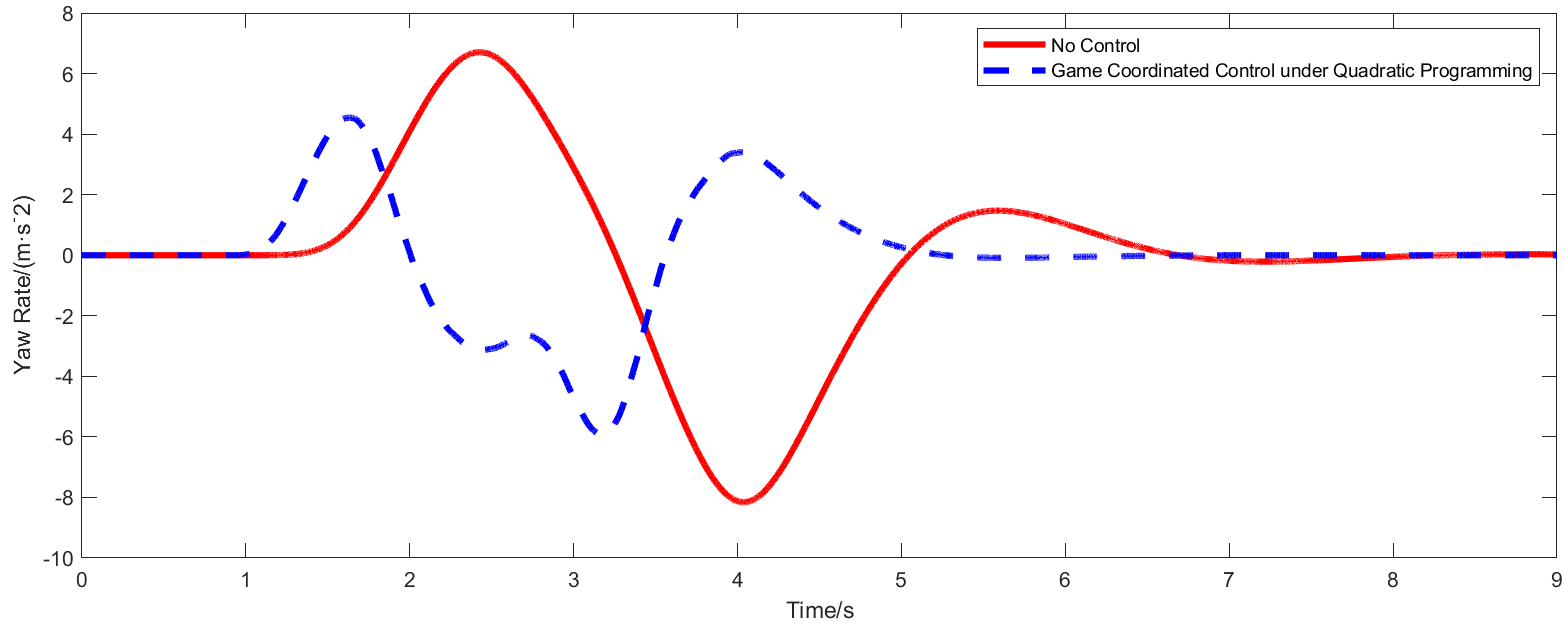 No Control
Game Coordinated Control under Quadratic Programming
8
6
4
2
0
-2
-4
-6
-8
-10
Yaw Rate/(m·s⁻2)
0 1 2 3 4 5 6 7 8 9
Time/s